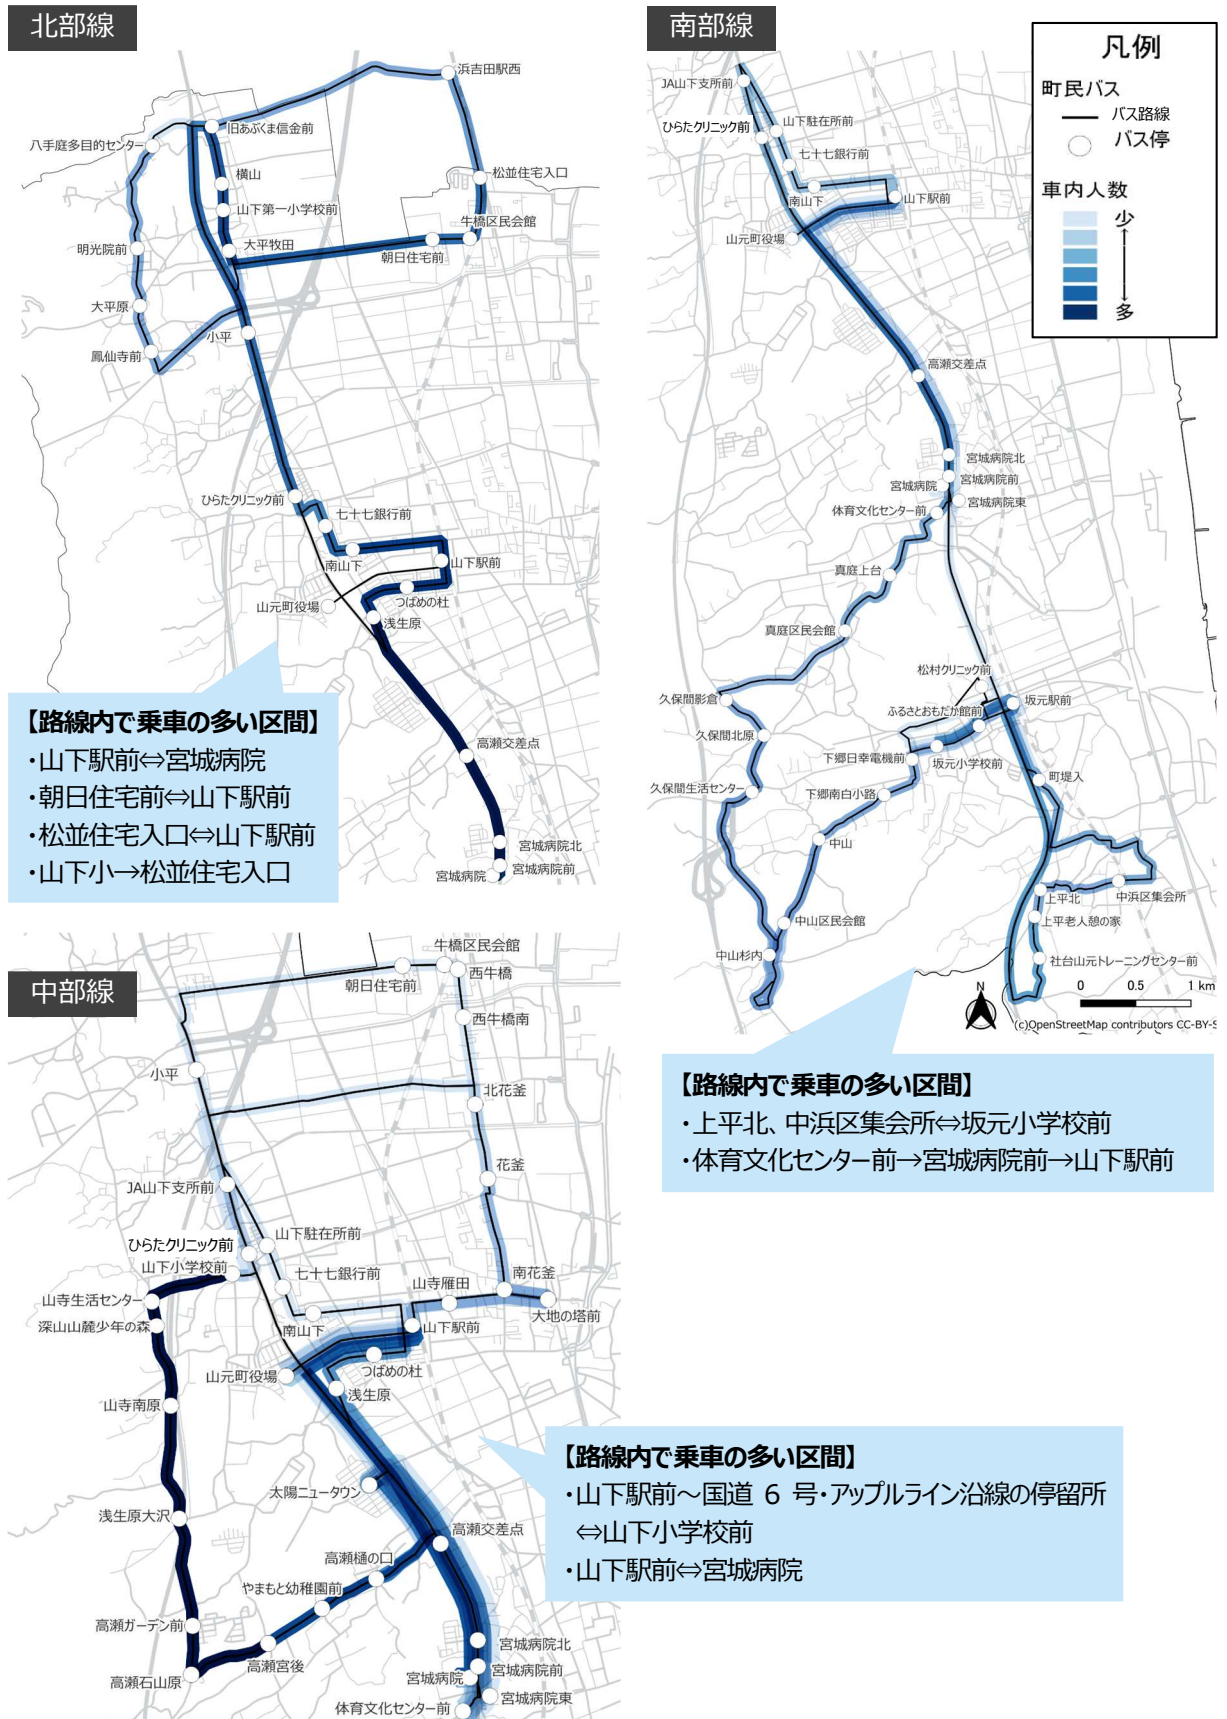 北部線
浜吉田駅西
旧あぶくま信金前
八手庭多目的センター
横山
松並住宅入口
山下第一小学校前
牛橋区民会館
明光院前
大平牧田
朝日住宅前
大平原
小平
鳳仙寺前
ひらたクリニック前
七十七銀行前
南山下
山下駅前
つばめの杜
山元町役場
浅生原
高瀬交差点
宮城病院北
宮城病院前
宮城病院
【路線内で乗車の多い区間】
・山下駅前⇔宮城病院
・朝日住宅前⇔山下駅前
・松並住宅入口⇔山下駅前
・山下小→松並住宅入口
南部線
JA山下支所前
山下駐在所前
ひらたクリニック前
七十七銀行前
南山下
山下駅前
山元町役場
高瀬交差点
宮城病院北
宮城病院前
宮城病院
宮城病院東
体育文化センター前
真庭上台
真庭区民会館
松村クリニック前
久保間影倉
坂元駅前
ふるさとおもだか館前
久保間北原
下郷日幸電機前
坂元小学校前
町堤入
久保間生活センター
下郷南白小路
中山
中浜区集会所
上平北
中山区民会館
上平老人憩の家
中山杉内
社台山元トレーニングセンター前
N
0 0.5 1 km
(c)OpenStreetMap contributors CC-BY-S
凡例
町民バス
バス路線
バス停
車内人数
少
多
【路線内で乗車の多い区間】
・上平北、中浜区集会所⇔坂元小学校前
・体育文化センター前→宮城病院前→山下駅前
中部線
牛橋区民会館
西牛橋
朝日住宅前
西牛橋南
小平
北花釜
花釜
JA山下支所前
山下駐在所前
ひらたクリニック前
山下小学校前
七十七銀行前
山寺雁田
南花釜
山寺生活センター
大地の塔前
深山山麓少年の森
南山下
山下駅前
つばめの杜
山元町役場
浅生原
山寺南原
太陽ニュータウン
浅生原大沢
高瀬交差点
高瀬樋の口
やまもと幼稚園前
高瀬ガーデン前
高瀬宮後
高瀬石山原
宮城病院北
宮城病院前
宮城病院
宮城病院東
体育文化センター前
【路線内で乗車の多い区間】
・山下駅前～国道 6 号・アップルライン沿線の停留所
⇔山下小学校前
・山下駅前⇔宮城病院